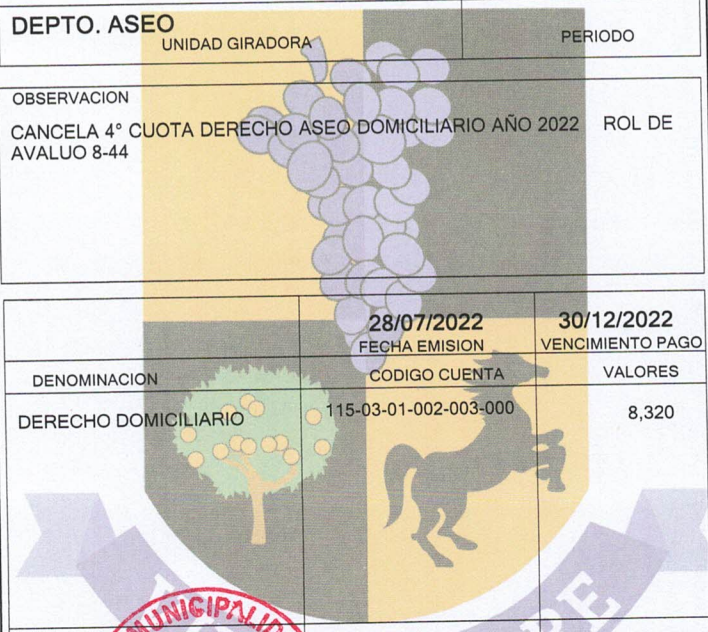 DEPTO. ASEO
UNIDAD GIRADORA
PERIODO
OBSERVACION
CANCELA 4° CUOTA DERECHO ASEO DOMICILIARIO AÑO 2022 ROL DE
AVALUO 8-44
28/07/2022
FECHA EMISION
30/12/2022
VENCIMIENTO PAGO
DENOMINACION
CODIGO CUENTA
VALORES
DERECHO DOMICILIARIO
115-03-01-002-003-000
8,320